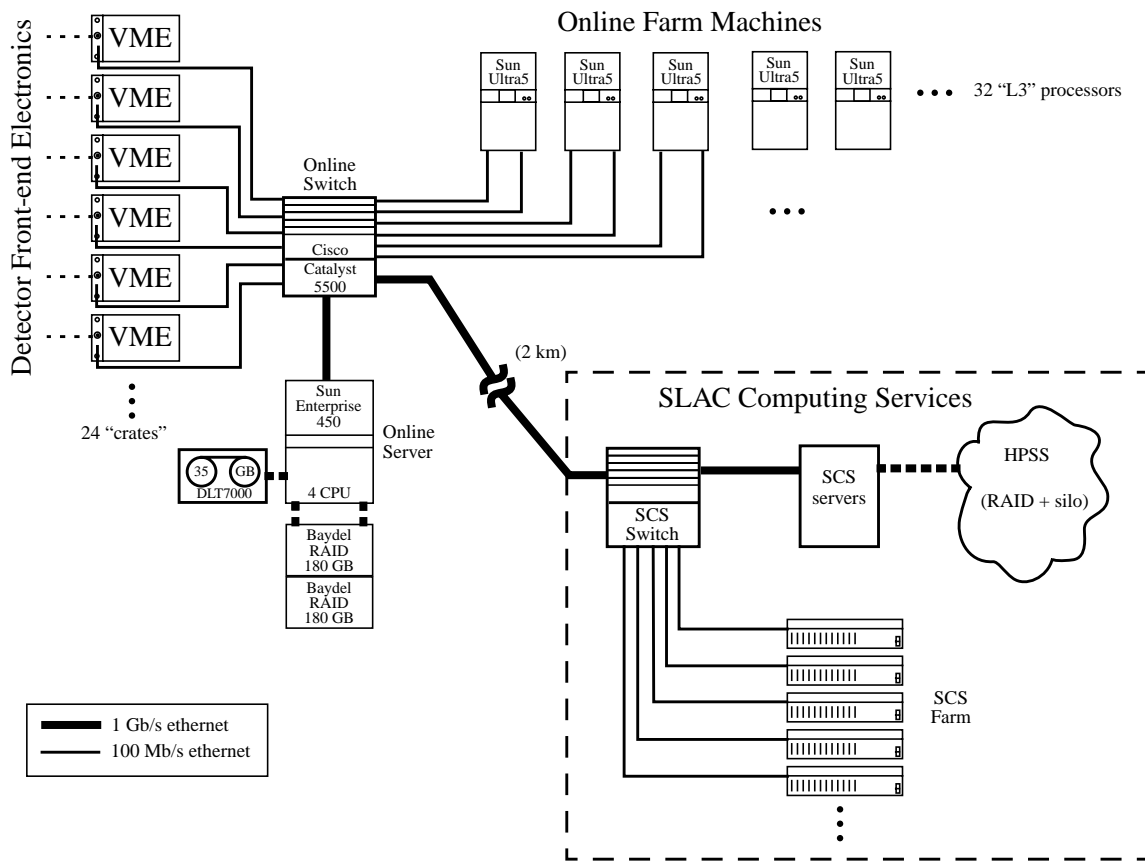 Detector Front-end Electronics
VME
VME
VME
VME
VME
VME
24 “crates”
Online Farm Machines
Sun
Ultra5
Sun
Ultra5
Sun
Ultra5
Sun
Ultra5
Sun
Ultra5
32 “L3” processors
Online
Switch
Cisco
Catalyst
5500
(2 km)
Sun
Enterprise
450
4 CPU
Online
Server
35
GB
DLT7000
Baydel
RAID
180 GB
Baydel
RAID
180 GB
SLAC Computing Services
SCS
Switch
SCS
servers
HPSS
(RAID + silo)
SCS
Farm
1 Gb/s ethernet
100 Mb/s ethernet